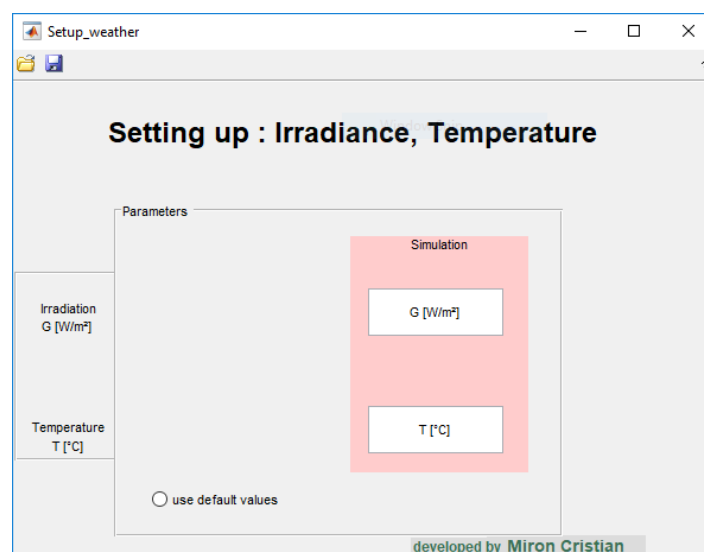 Setup_weather
Setting up : Irradiance, Temperature
Parameters
Simulation
Irradiation
G [W/m²]
G [W/m²]
Temperature
T [°C]
T [°C]
use default values
developed by Miron Cristian